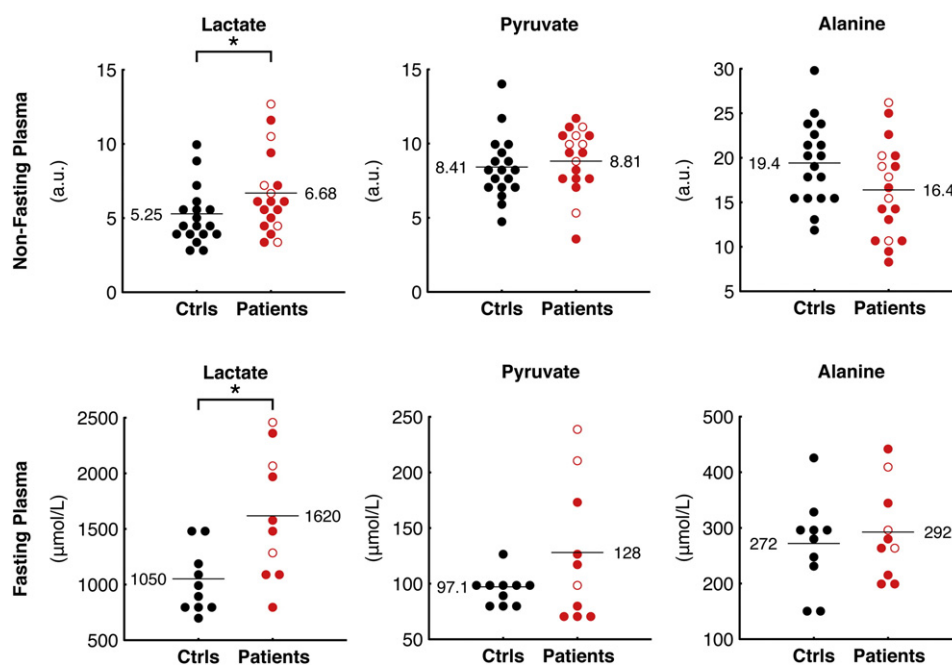 Lactate
*
Non-Fasting Plasma
(a.u.)
15
10
5
0
5.25
6.68
Ctrls Patients
Pyruvate
(a.u.)
15
10
5
0
8.41
8.81
Ctrls Patients
Alanine
(a.u.)
30
25
20
15
10
5
19.4
16.4
Ctrls Patients
Lactate
*
Fasting Plasma
(µmol/L)
2500
2000
1500
1000
500
1050
1620
Ctrls Patients
Pyruvate
(µmol/L)
250
200
150
100
50
97.1
128
Ctrls Patients
Alanine
(µmol/L)
500
400
300
200
100
272
292
Ctrls Patients